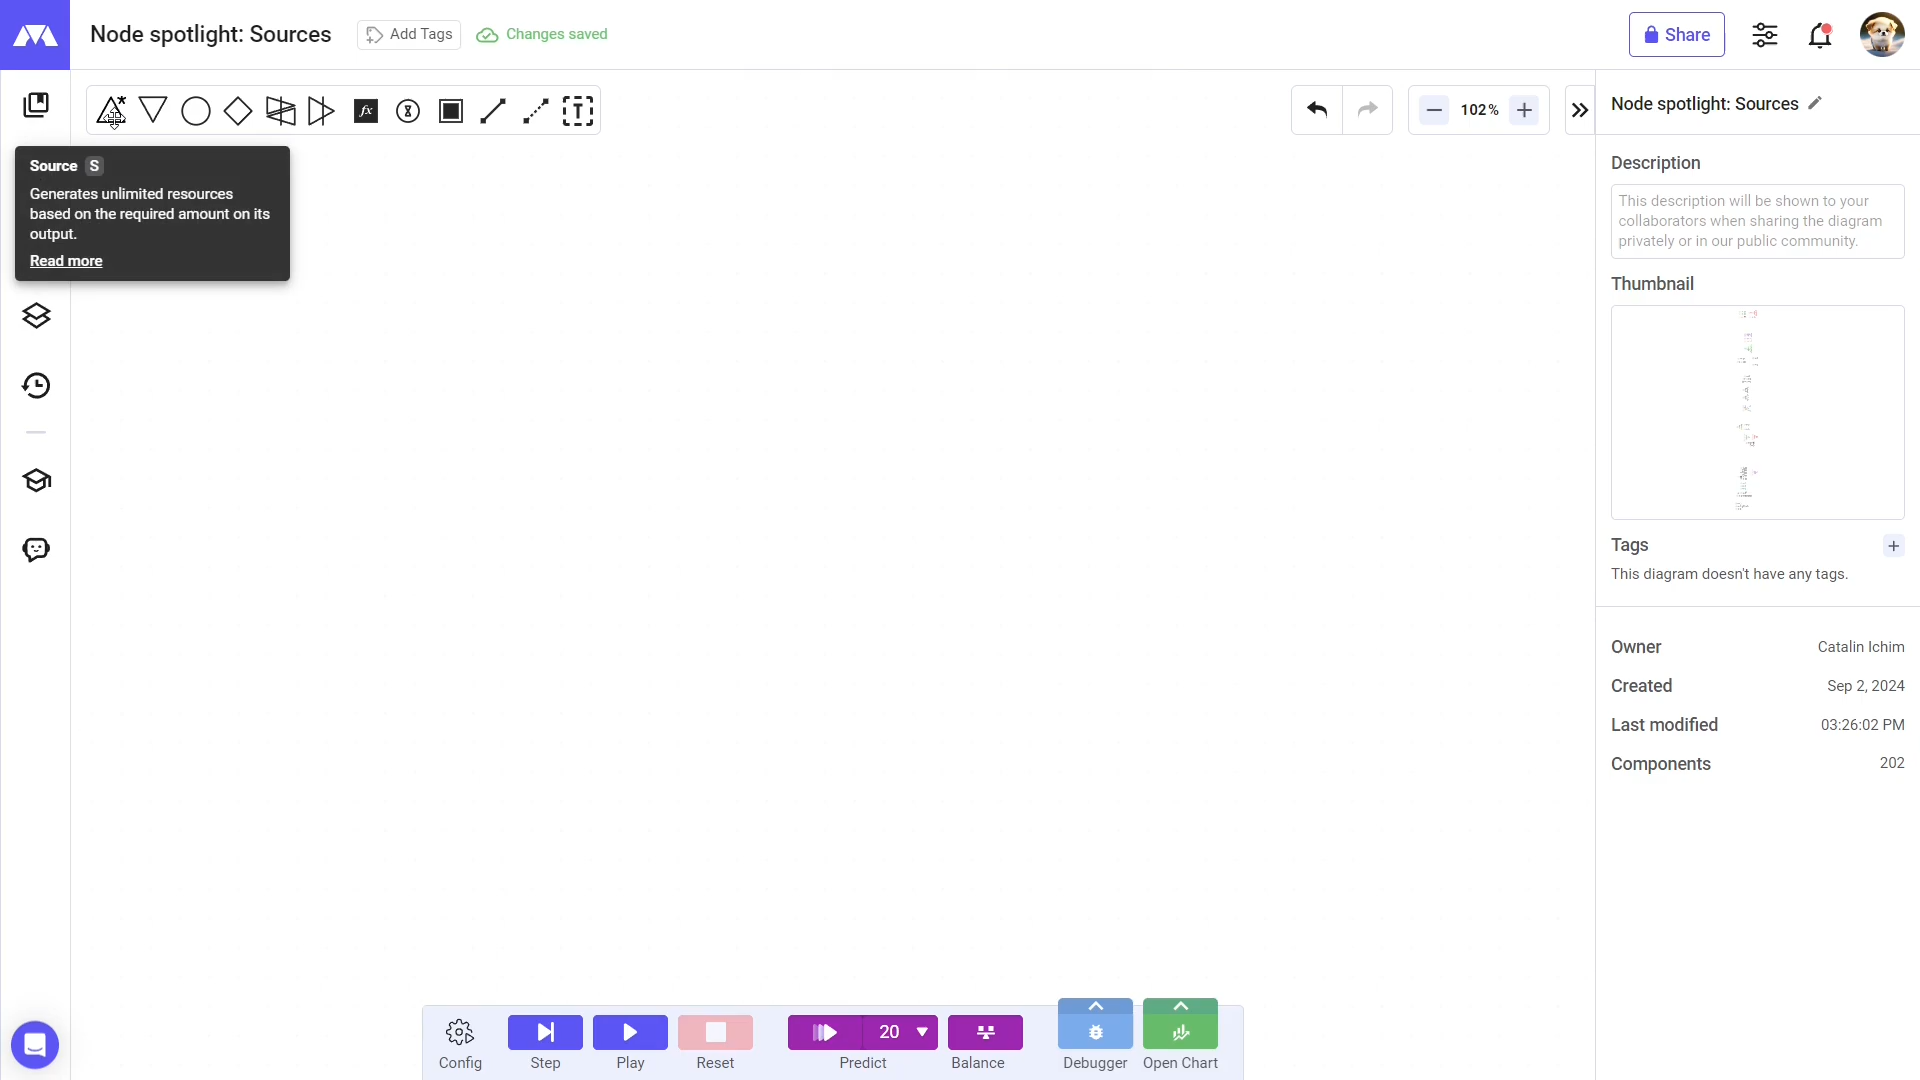 Node spotlight: Sources
Add Tags
Changes saved
Share
fx
T
102%
Node spotlight: Sources
Source S
Generates unlimited resources
based on the required amount on its
output.
Read more
Description
This description will be shown to your
collaborators when sharing the diagram
privately or in our public community.
Thumbnail
Tags
This diagram doesn't have any tags.
Owner Catalin Ichim
Created Sep 2, 2024
Last modified 03:26:02 PM
Components 202
20
Config Step Play Reset Predict Balance Debugger Open Chart